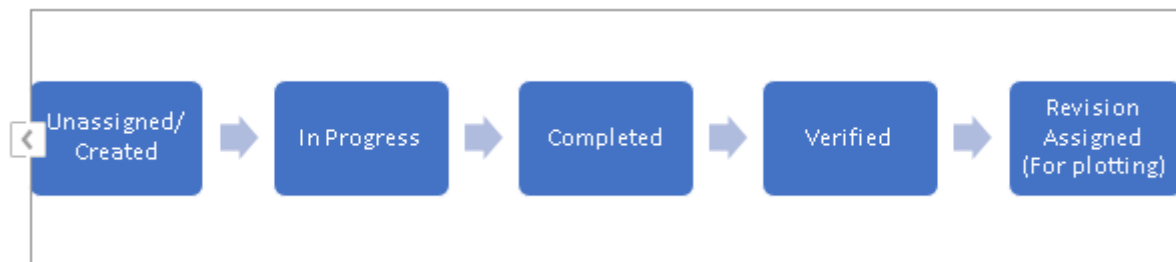 Unassigned/
Created
In Progress
Completed
Verified
Revision
Assigned
(For plotting)